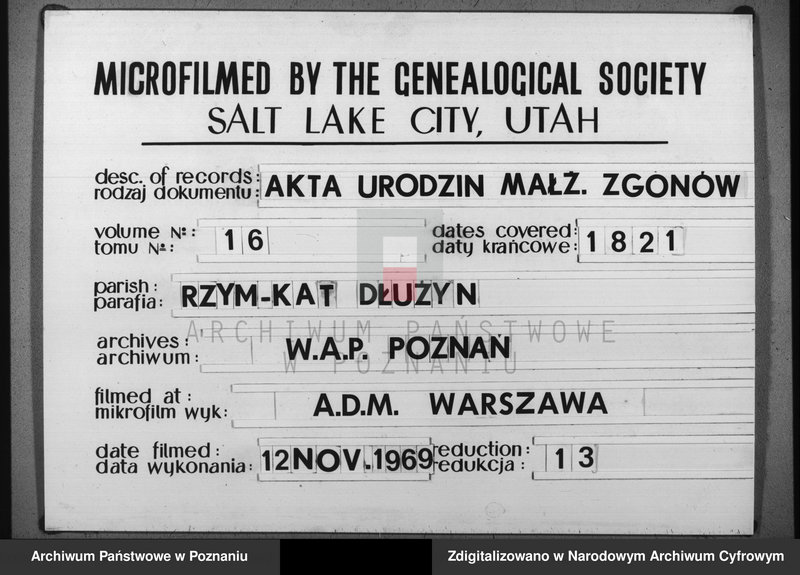 MICROFILMED BY THE GENEALOGICAL SOCIETY
SALT LAKE CITY, UTAH
desc. of records:
rodzaj dokumentu: AKTA URODZIN MAŁŻ. ZGONÓW
volume №:
tomu №: 16
dates covered:
daty krańcowe: 1821
parish:
parafia: RZYM-KAT DŁUŻYN
ARCHIWUM PAŃSTWOWE
W POZNANIU
archives:
archiwum: W.A.P. POZNAŃ
filmed at:
mikrofilm wyk: A.D.M. WARSZAWA
date filmed:
data wykonania: 12 NOV. 1969
reduction:
redukcja: 13
Archiwum Państwowe w Poznaniu
Zdigitalizowano w Narodowym Archiwum Cyfrowym